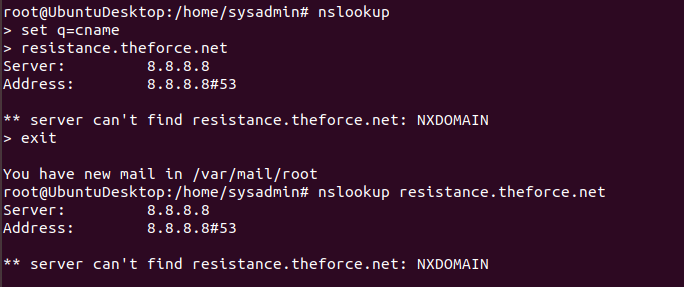 root@UbuntuDesktop:/home/sysadmin# nslookup
> set q=cname
> resistance.theforce.net
Server:         8.8.8.8
Address:        8.8.8.8#53

** server can't find resistance.theforce.net: NXDOMAIN
> exit

You have new mail in /var/mail/root
root@UbuntuDesktop:/home/sysadmin# nslookup resistance.theforce.net
Server:         8.8.8.8
Address:        8.8.8.8#53

** server can't find resistance.theforce.net: NXDOMAIN